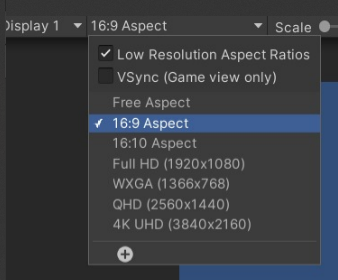 Display 1 16:9 Aspect Scale
Low Resolution Aspect Ratios
VSync (Game view only)
Free Aspect
16:9 Aspect
16:10 Aspect
Full HD (1920x1080)
WXGA (1366x768)
QHD (2560x1440)
4K UHD (3840x2160)